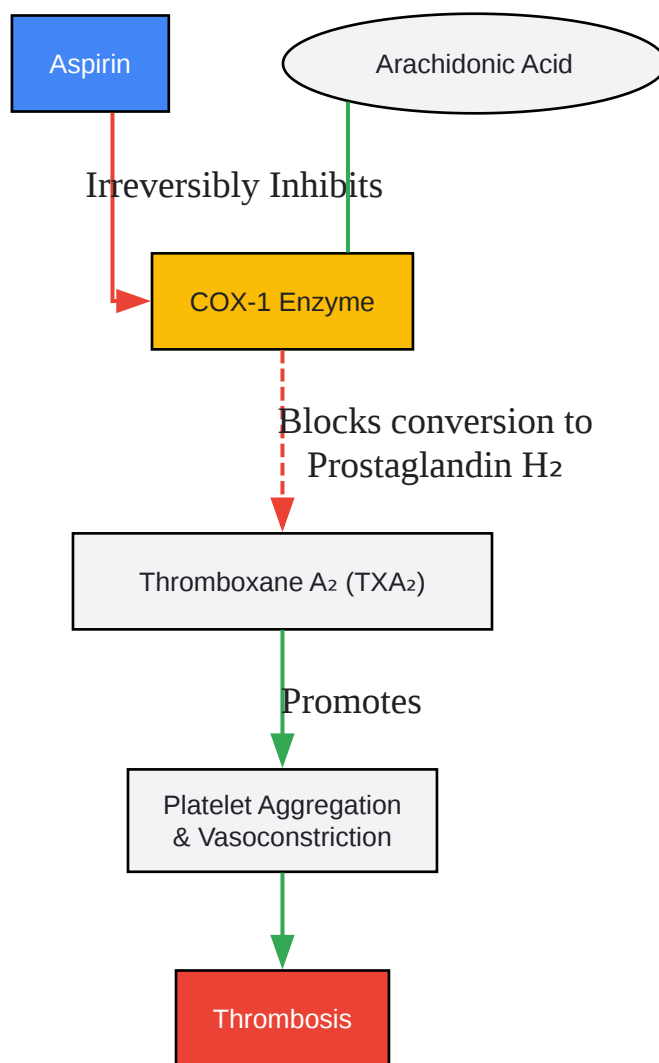 Aspirin
Arachidonic Acid
Irreversibly Inhibits
COX-1 Enzyme
Blocks conversion to
Prostaglandin H₂
Thromboxane A₂ (TXA₂)
Promotes
Platelet Aggregation
& Vasoconstriction
Thrombosis